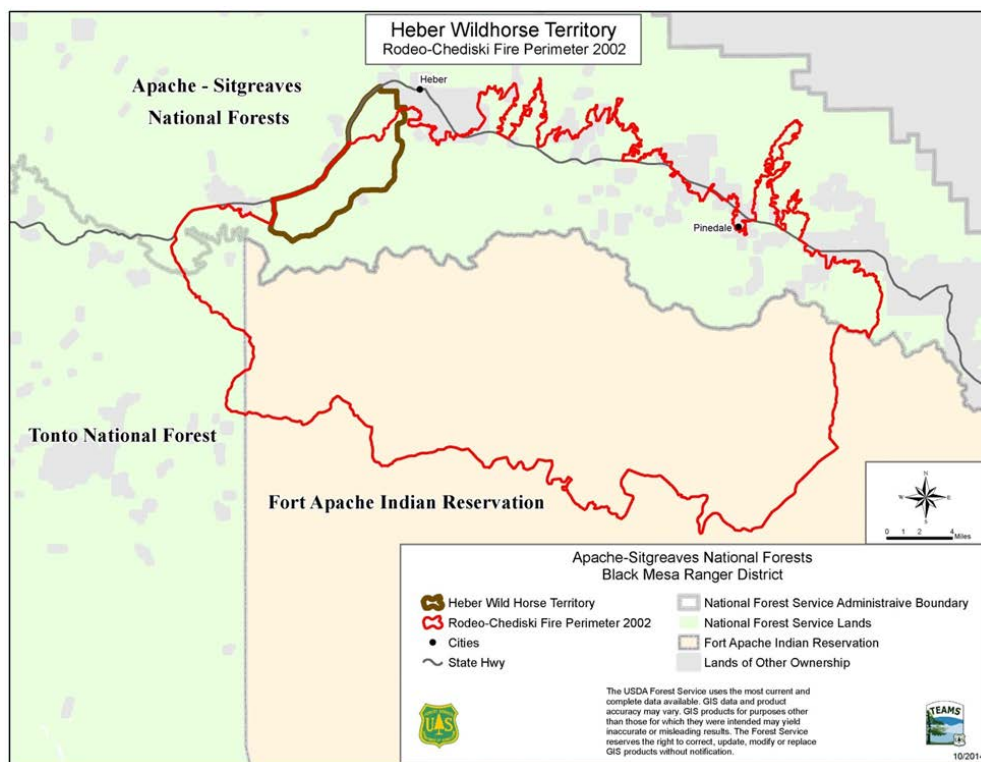 Heber Wildhorse Territory
Rodeo-Chediski Fire Perimeter 2002
Heber
Apache - Sitgreaves
National Forests
Pinedale
Tonto National Forest
Fort Apache Indian Reservation
N
W E
S
0 1 2 4
Miles
Apache-Sitgreaves National Forests
Black Mesa Ranger District
Heber Wild Horse Territory
Rodeo-Chediski Fire Perimeter 2002
Cities
State Hwy
National Forest Service Administraive Boundary
National Forest Service Lands
Fort Apache Indian Reservation
Lands of Other Ownership
U S
The USDA Forest Service uses the most current and
complete data available. GIS data and product
accuracy may vary. GIS products for purposes other
than those for which they were intended may yield
inaccurate or misleading results. The Forest Service
reserves the right to correct, update, modify or replace
GIS products without notification.
TEAMS
10/2014